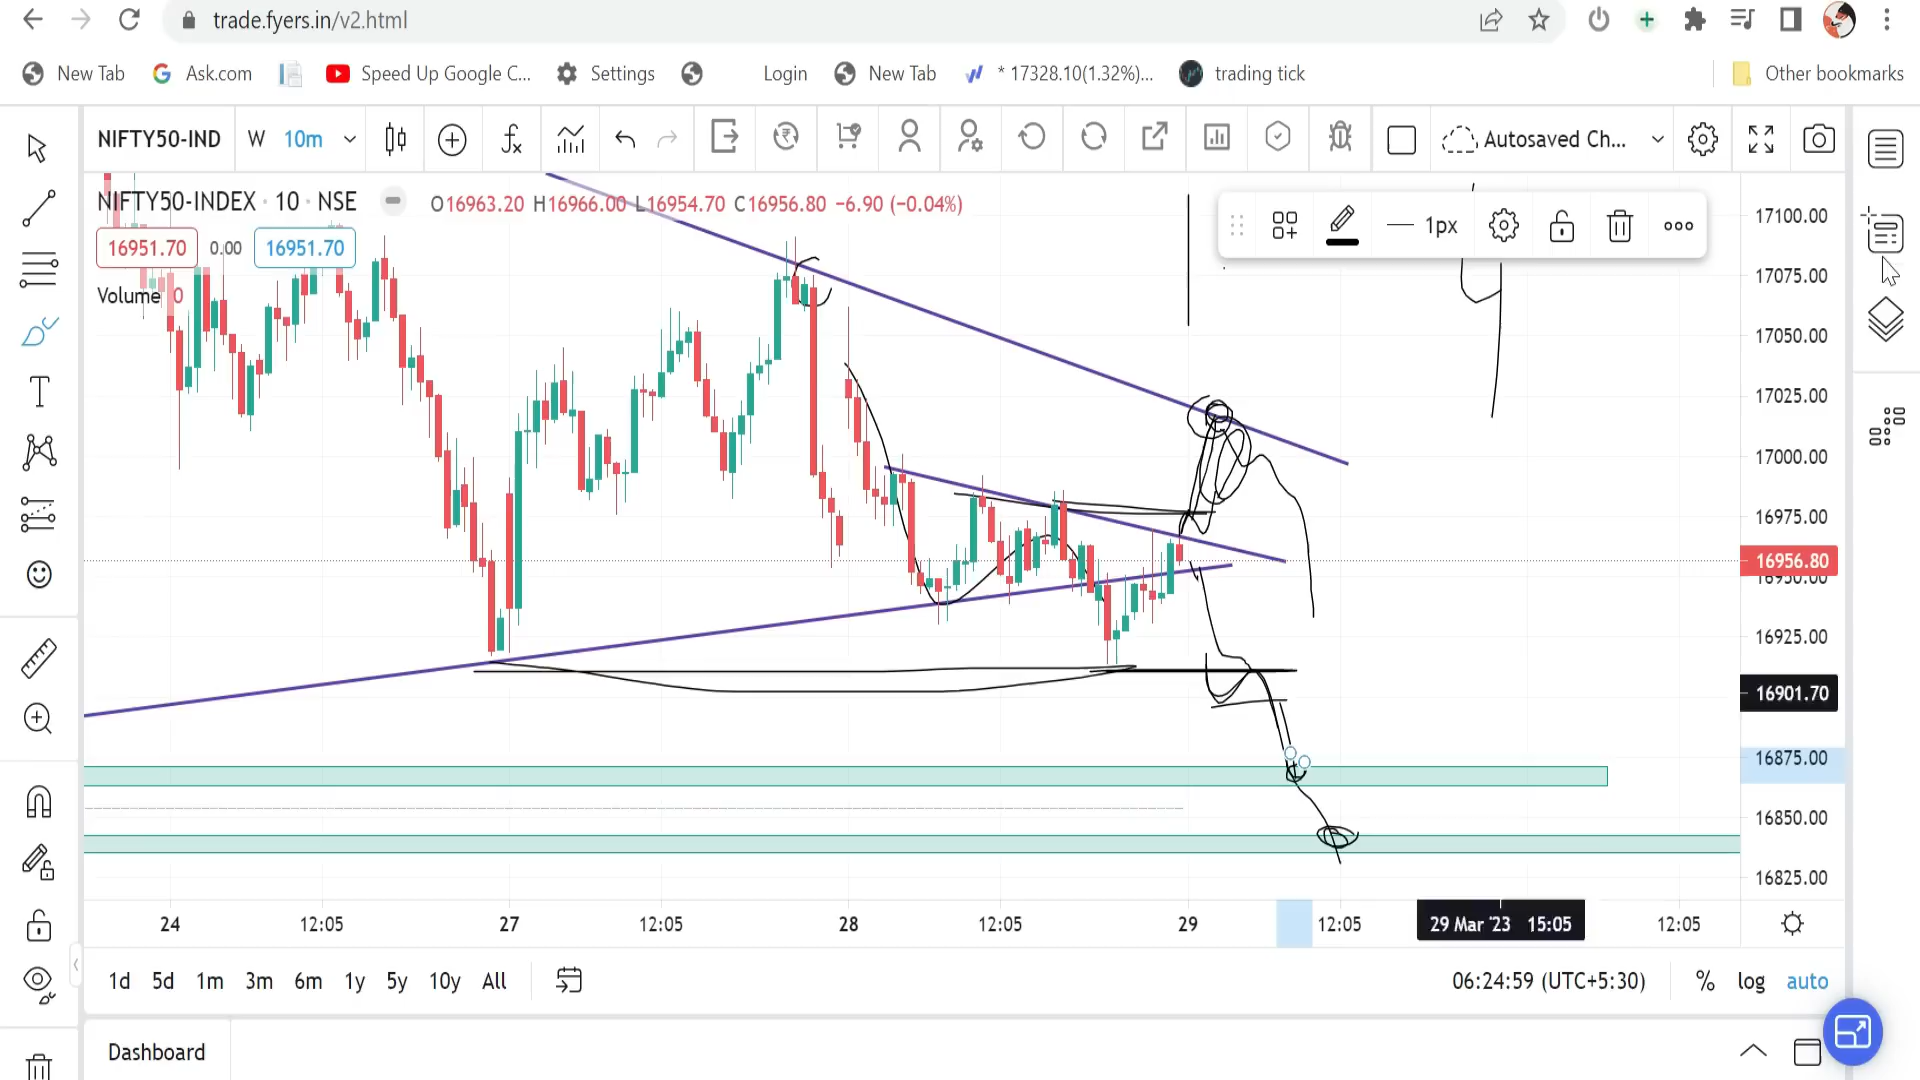 trade.fyers.in/v2.html
New Tab
Ask.com
Speed Up Google C...
Settings
Login
New Tab
* 17328.10(1.32%)...
trading tick
Other bookmarks
NIFTY50-IND
W
10m
Autosaved Ch...
NIFTY50-INDEX · 10 · NSE
O16963.20 H16966.00 L16954.70 C16956.80 −6.90 (−0.04%)
1px
16951.70
0.00
16951.70
Volume 0
17100.00
17075.00
17050.00
17025.00
17000.00
16975.00
16956.80
16950.00
16925.00
16901.70
16875.00
16850.00
16825.00
24
12:05
27
12:05
28
12:05
29
12:05
29 Mar '23 15:05
12:05
1d 5d 1m 3m 6m 1y 5y 10y All
06:24:59 (UTC+5:30)
% log auto
Dashboard